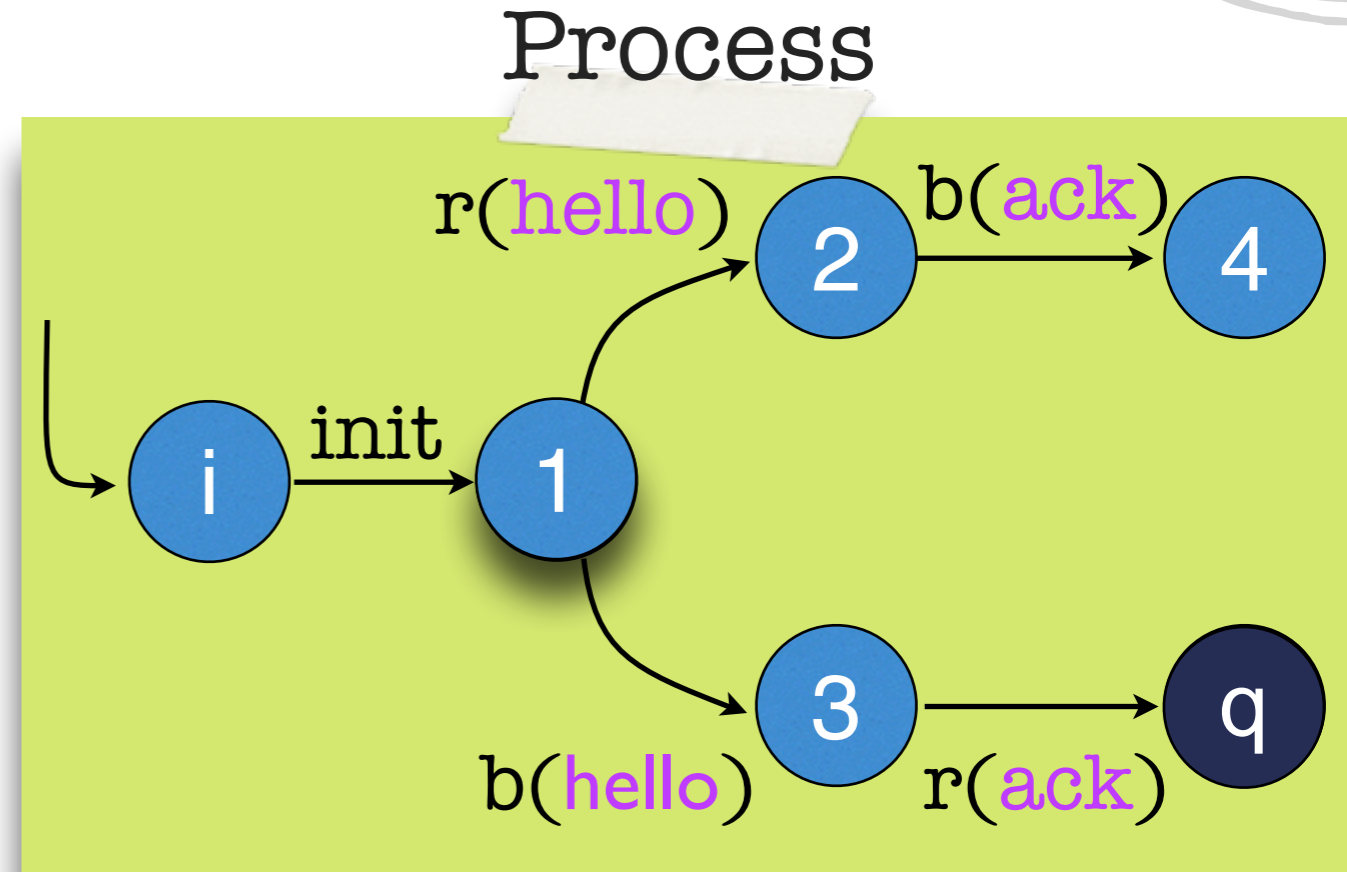 Process
r(hello)
b(ack)
2
4
init
i
1
3
q
b(hello)
r(ack)